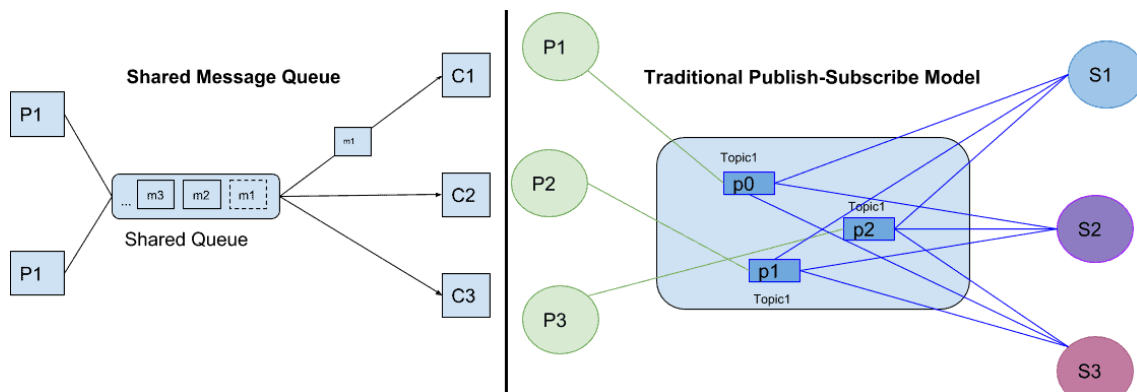 Shared Message Queue
P1
P1
C1
m1
... m3 m2 m1
C2
Shared Queue
C3
Traditional Publish-Subscribe Model
P1
P2
P3
Topic1
p0
Topic1
p2
p1
Topic1
S1
S2
S3